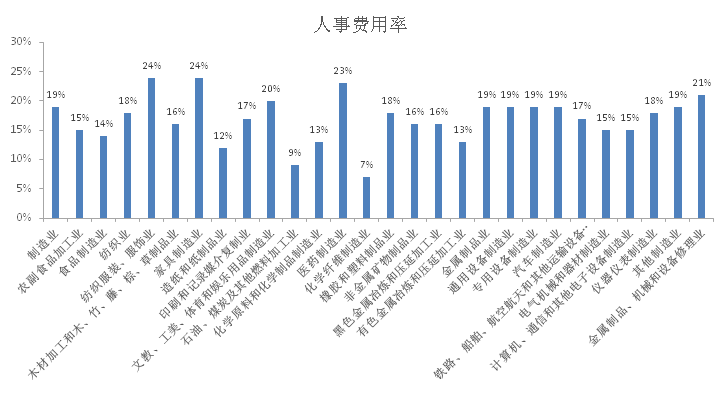 人事费用率
30%
25%
20%
15%
10%
5%
0%
19%
15%
14%
18%
24%
16%
24%
12%
17%
20%
9%
13%
23%
7%
18%
16%
16%
13%
19%
19%
19%
19%
17%
15%
15%
18%
19%
21%
制造业
农副食品加工业
食品制造业
纺织业
纺织服装、服饰业
木材加工和木、竹、藤、棕、草制品业
家具制造业
造纸和纸制品业
印刷和记录媒介复制业
文教、工美、体育和娱乐用品制造业
石油、煤炭及其他燃料加工业
化学原料和化学制品制造业
医药制造业
化学纤维制造业
橡胶和塑料制品业
非金属矿物制品业
黑色金属冶炼和压延加工业
有色金属冶炼和压延加工业
金属制品业
通用设备制造业
专用设备制造业
汽车制造业
铁路、船舶、航空航天和其他运输设备…
电气机械和器材制造业
计算机、通信和其他电子设备制造业
仪器仪表制造业
其他制造业
金属制品、机械和设备修理业